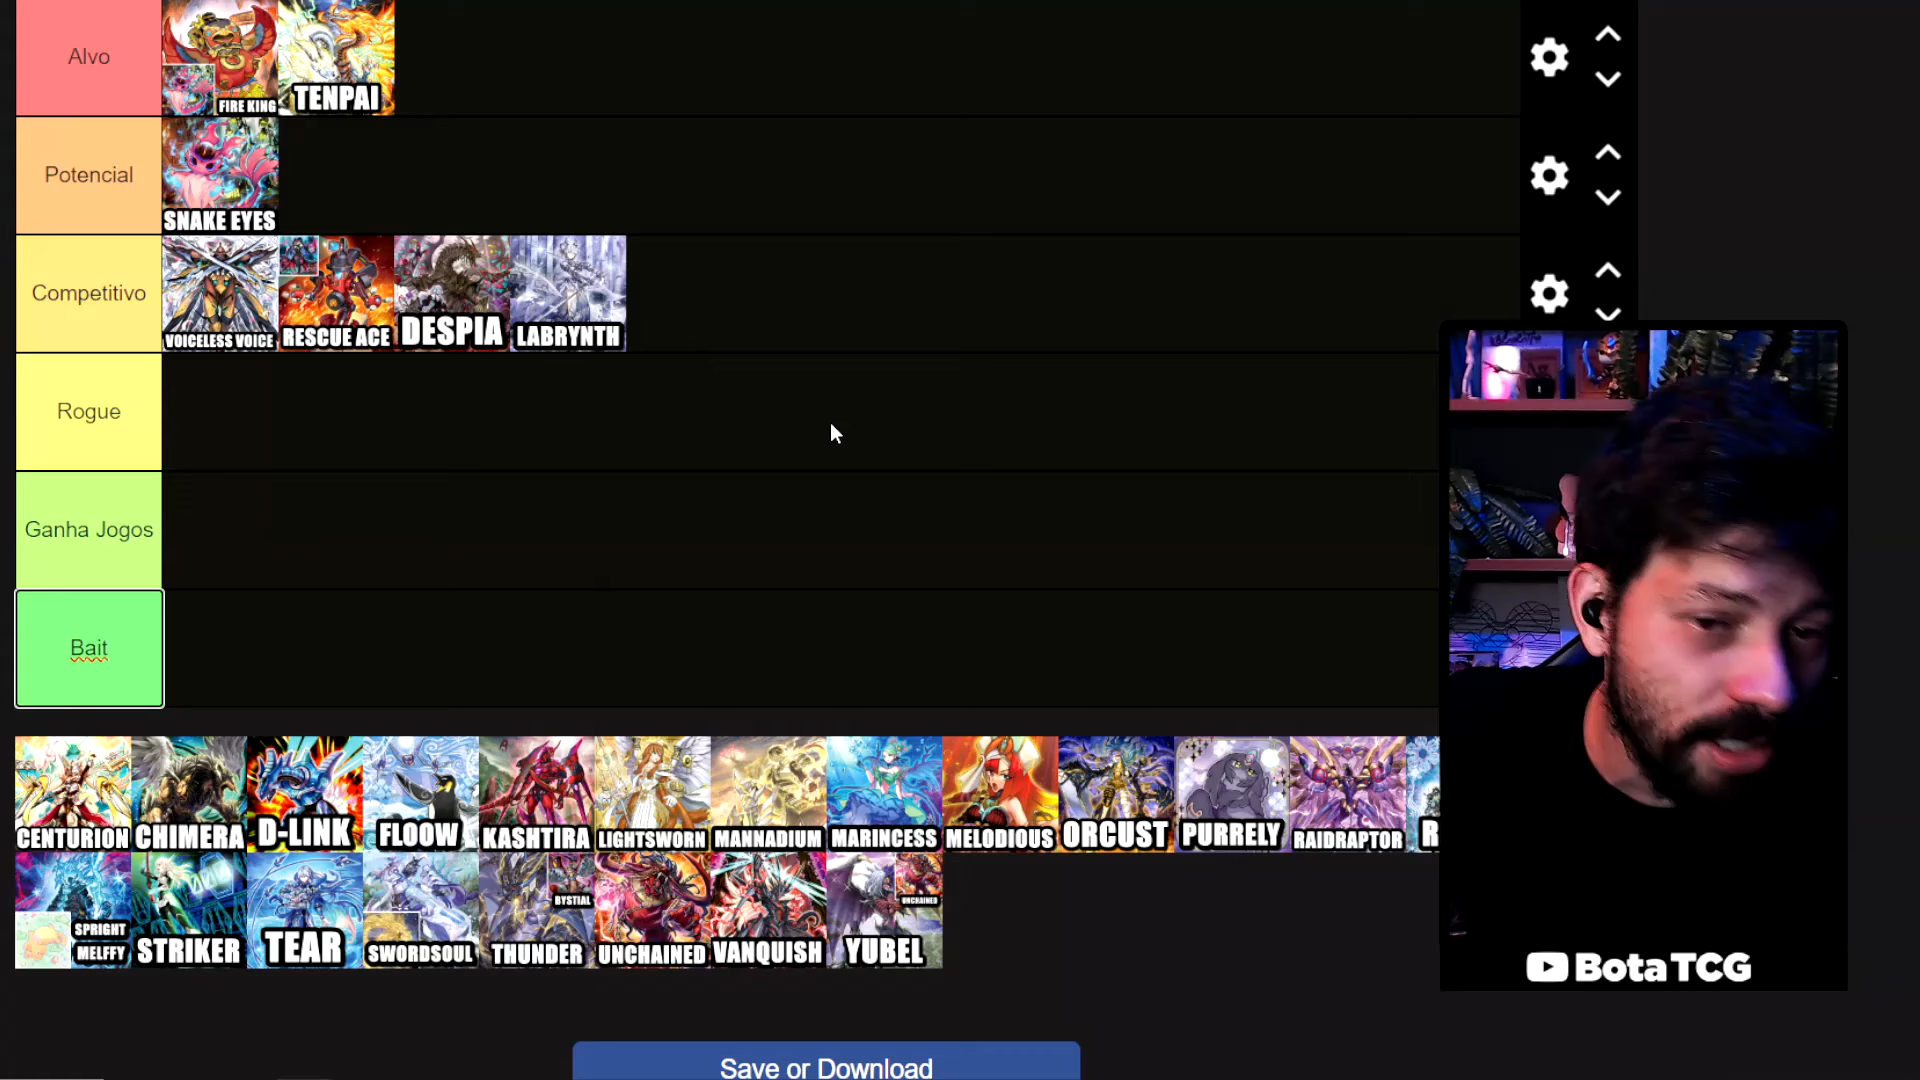 Alvo
FIRE KING
TENPAI
Potencial
SNAKE EYES
Competitivo
VOICELESS VOICE
RESCUE ACE
DESPIA
LABRYNTH
Rogue
Ganha Jogos
Bait
CENTURION
CHIMERA
D-LINK
FLOOW
KASHTIRA
LIGHTSWORN
MANNADIUM
MARINCESS
MELODIOUS
ORCUST
PURRELY
RAIDRAPTOR
R
SPRIGHT
MELFFY
STRIKER
TEAR
SWORDSOUL
BYSTIAL
THUNDER
UNCHAINED
VANQUISH
UNCHAINED
YUBEL
BotaTCG
Save or Download